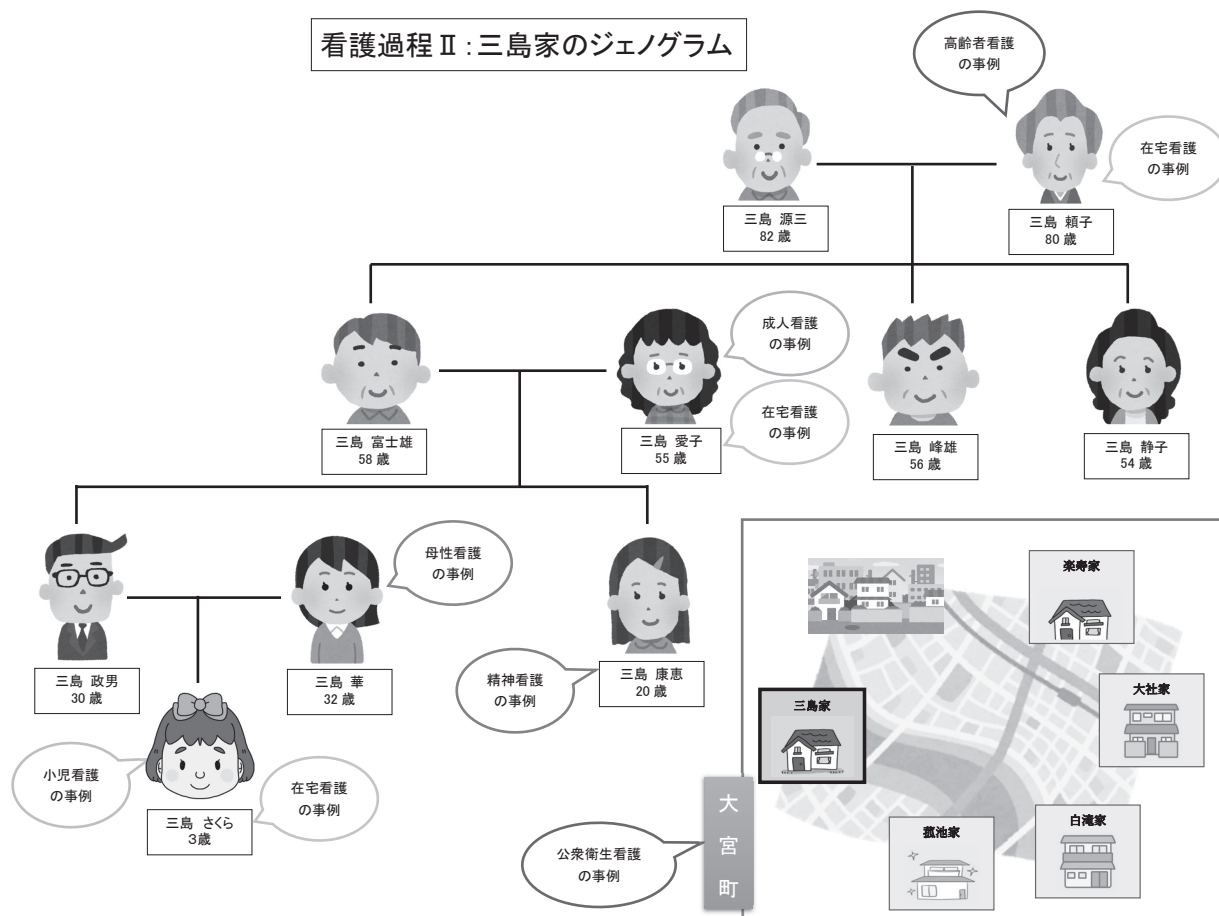 看護過程Ⅱ:三島家のジェノグラム
高齢者看護
の事例
在宅看護
の事例
三島 源三
82 歳
三島 頼子
80 歳
成人看護
の事例
在宅看護
の事例
三島 富士雄
58 歳
三島 愛子
55 歳
三島 峰雄
56 歳
三島 静子
54 歳
母性看護
の事例
精神看護
の事例
三島 政男
30 歳
三島 華
32 歳
三島 康恵
20 歳
小児看護
の事例
在宅看護
の事例
三島 さくら
3歳
楽寿家
大社家
三島家
白滝家
菰池家
大宮町
公衆衛生看護
の事例